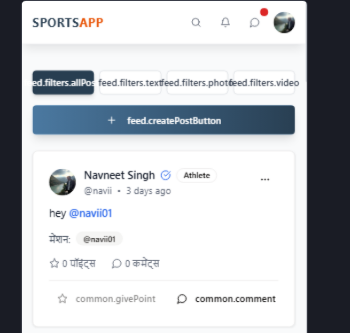 SPORTSAPP
ed.filters.allPos feed.filters.text feed.filters.photo feed.filters.video
+ feed.createPostButton
Navneet Singh Athlete ...
@navii • 3 days ago
hey @navii01
मेंशन: @navii01
0 पॉइंट्स 0 कमेंट्स
common.givePoint common.comment